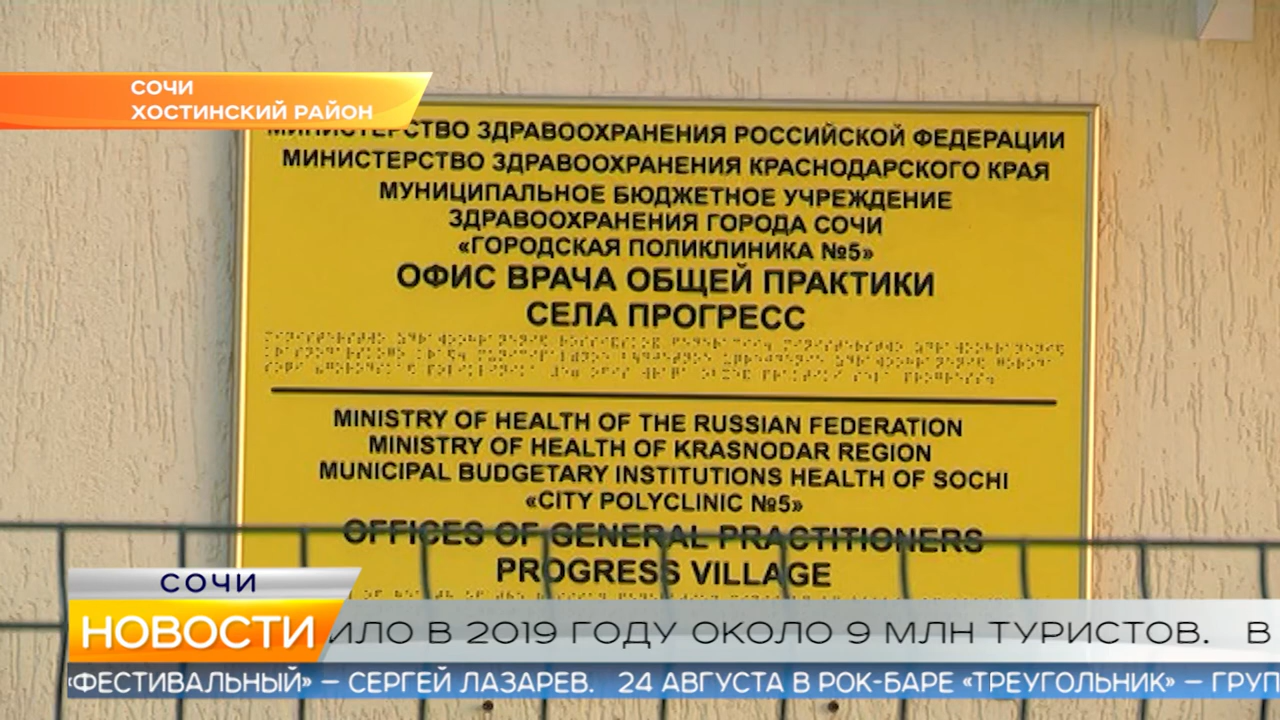 СОЧИ
ХОСТИНСКИЙ РАЙОН
МИНИСТЕРСТВО ЗДРАВООХРАНЕНИЯ РОССИЙСКОЙ ФЕДЕРАЦИИ
МИНИСТЕРСТВО ЗДРАВООХРАНЕНИЯ КРАСНОДАРСКОГО КРАЯ
МУНИЦИПАЛЬНОЕ БЮДЖЕТНОЕ УЧРЕЖДЕНИЕ
ЗДРАВООХРАНЕНИЯ ГОРОДА СОЧИ
«ГОРОДСКАЯ ПОЛИКЛИНИКА №5»
ОФИС ВРАЧА ОБЩЕЙ ПРАКТИКИ
СЕЛА ПРОГРЕСС
MINISTRY OF HEALTH OF THE RUSSIAN FEDERATION
MINISTRY OF HEALTH OF KRASNODAR REGION
MUNICIPAL BUDGETARY INSTITUTIONS HEALTH OF SOCHI
«CITY POLYCLINIC №5»
OFFICES OF GENERAL PRACTITIONERS
PROGRESS VILLAGE
СОЧИ
НОВОСТИ
ИЛО В 2019 ГОДУ ОКОЛО 9 МЛН ТУРИСТОВ. В
«ФЕСТИВАЛЬНЫЙ» – СЕРГЕЙ ЛАЗАРЕВ. 24 АВГУСТА В РОК-БАРЕ «ТРЕУГОЛЬНИК» – ГРУП